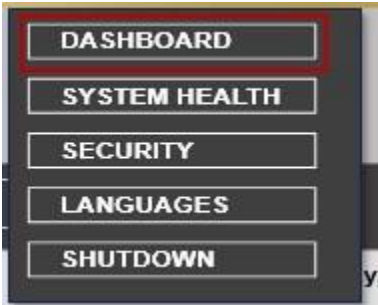 DASHBOARD
SYSTEM HEALTH
SECURITY
LANGUAGES
SHUTDOWN
y